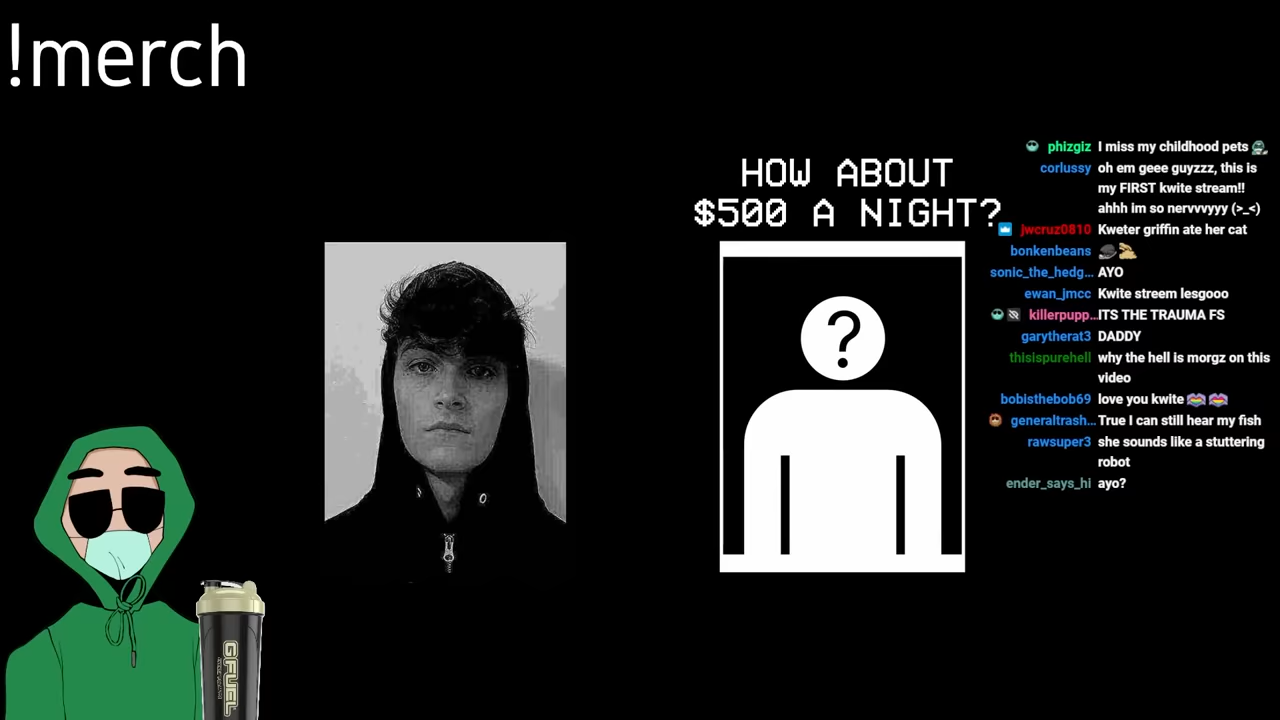 !merch
HOW ABOUT
$500 A NIGHT?
?
phizgiz I miss my childhood pets
corlussy oh em geee guyzzz, this is
my FIRST kwite stream!!
ahhh im so nervvvyyy (>_<)
jwcruz0810 Kweter griffin ate her cat
bonkenbeans
sonic_the_hedg… AYO
ewan_jmcc Kwite streem lesgooo
killerpupp… ITS THE TRAUMA FS
garytherat3 DADDY
thisispurehell why the hell is morgz on this
video
bobisthebob69 love you kwite
generaltrash… True I can still hear my fish
rawsuper3 she sounds like a stuttering
robot
ender_says_hi ayo?
GFUEL